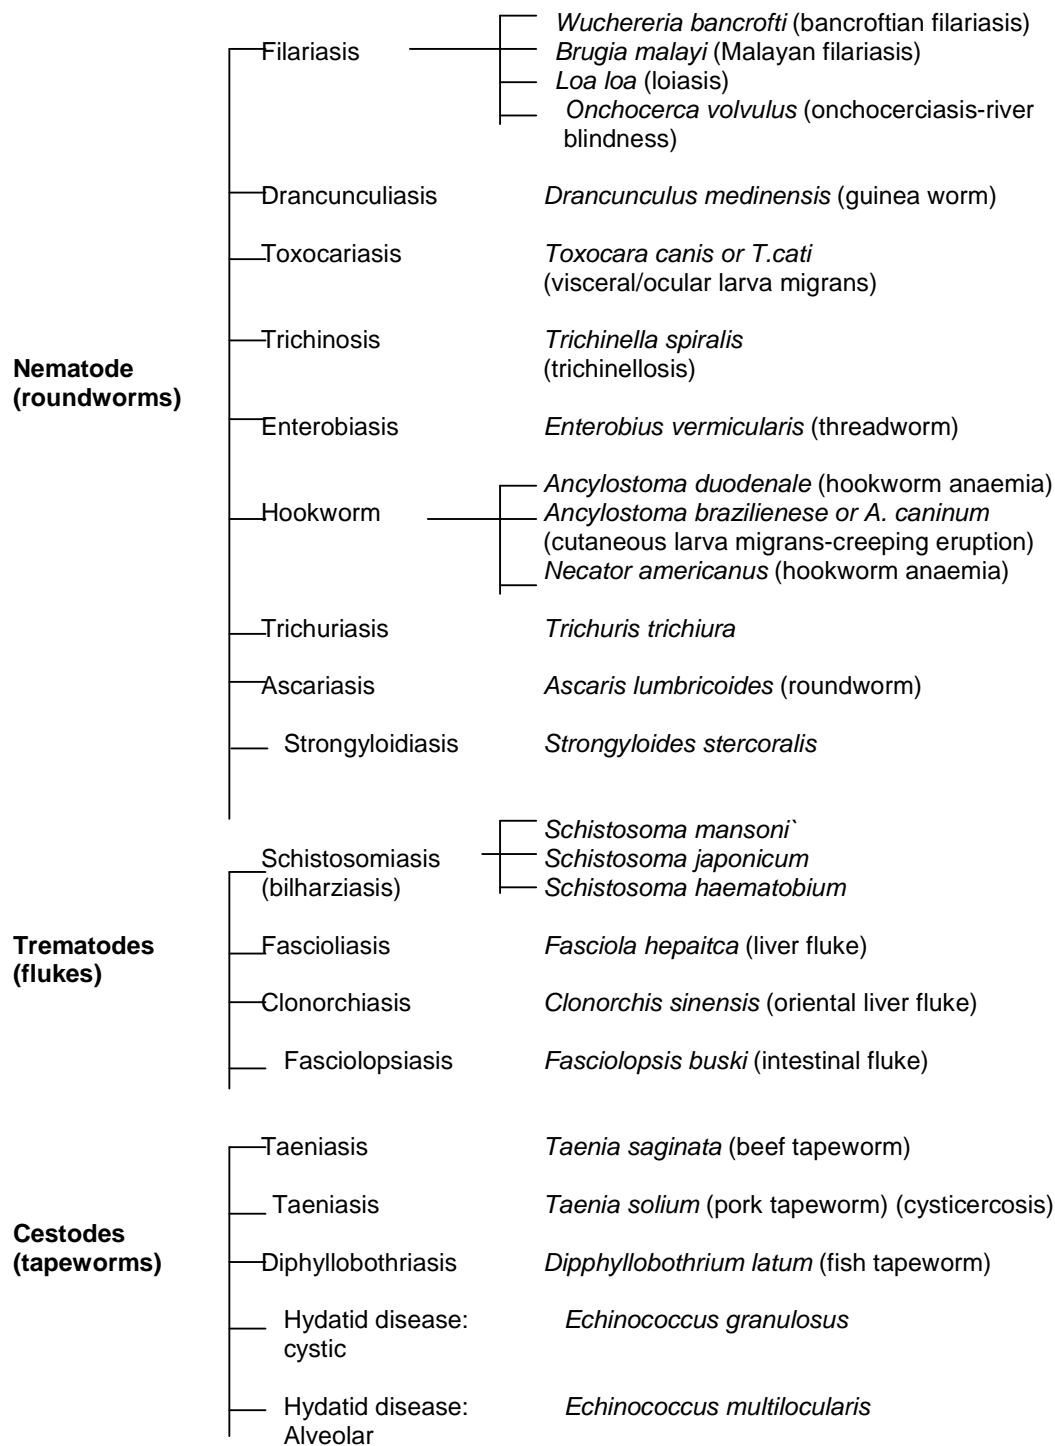 Wuchereria bancrofti (bancroftian filariasis)
Filariasis Brugia malayi (Malayan filariasis)
Loa loa (loiasis)
Onchocerca volvulus (onchocerciasis-river
blindness)
Drancunculiasis Drancunculus medinensis (guinea worm)
Toxocariasis Toxocara canis or T.cati
(visceral/ocular larva migrans)
Trichinosis Trichinella spiralis
Nematode (trichinellosis)
(roundworms)
Enterobiasis Enterobius vermicularis (threadworm)
Ancylostoma duodenale (hookworm anaemia)
Hookworm Ancylostoma brazilienese or A. caninum
(cutaneous larva migrans-creeping eruption)
Necator americanus (hookworm anaemia)
Trichuriasis Trichuris trichiura
Ascariasis Ascaris lumbricoides (roundworm)
Strongyloidiasis Strongyloides stercoralis
Schistosoma mansoni`
Schistosomiasis Schistosoma japonicum
(bilharziasis) Schistosoma haematobium
Trematodes Fascioliasis Fasciola hepaitca (liver fluke)
(flukes)
Clonorchiasis Clonorchis sinensis (oriental liver fluke)
Fasciolopsiasis Fasciolopsis buski (intestinal fluke)
Taeniasis Taenia saginata (beef tapeworm)
Taeniasis Taenia solium (pork tapeworm) (cysticercosis)
Cestodes
(tapeworms) Diphyllobothriasis Dipphyllobothrium latum (fish tapeworm)
Hydatid disease: Echinococcus granulosus
cystic
Hydatid disease: Echinococcus multilocularis
Alveolar